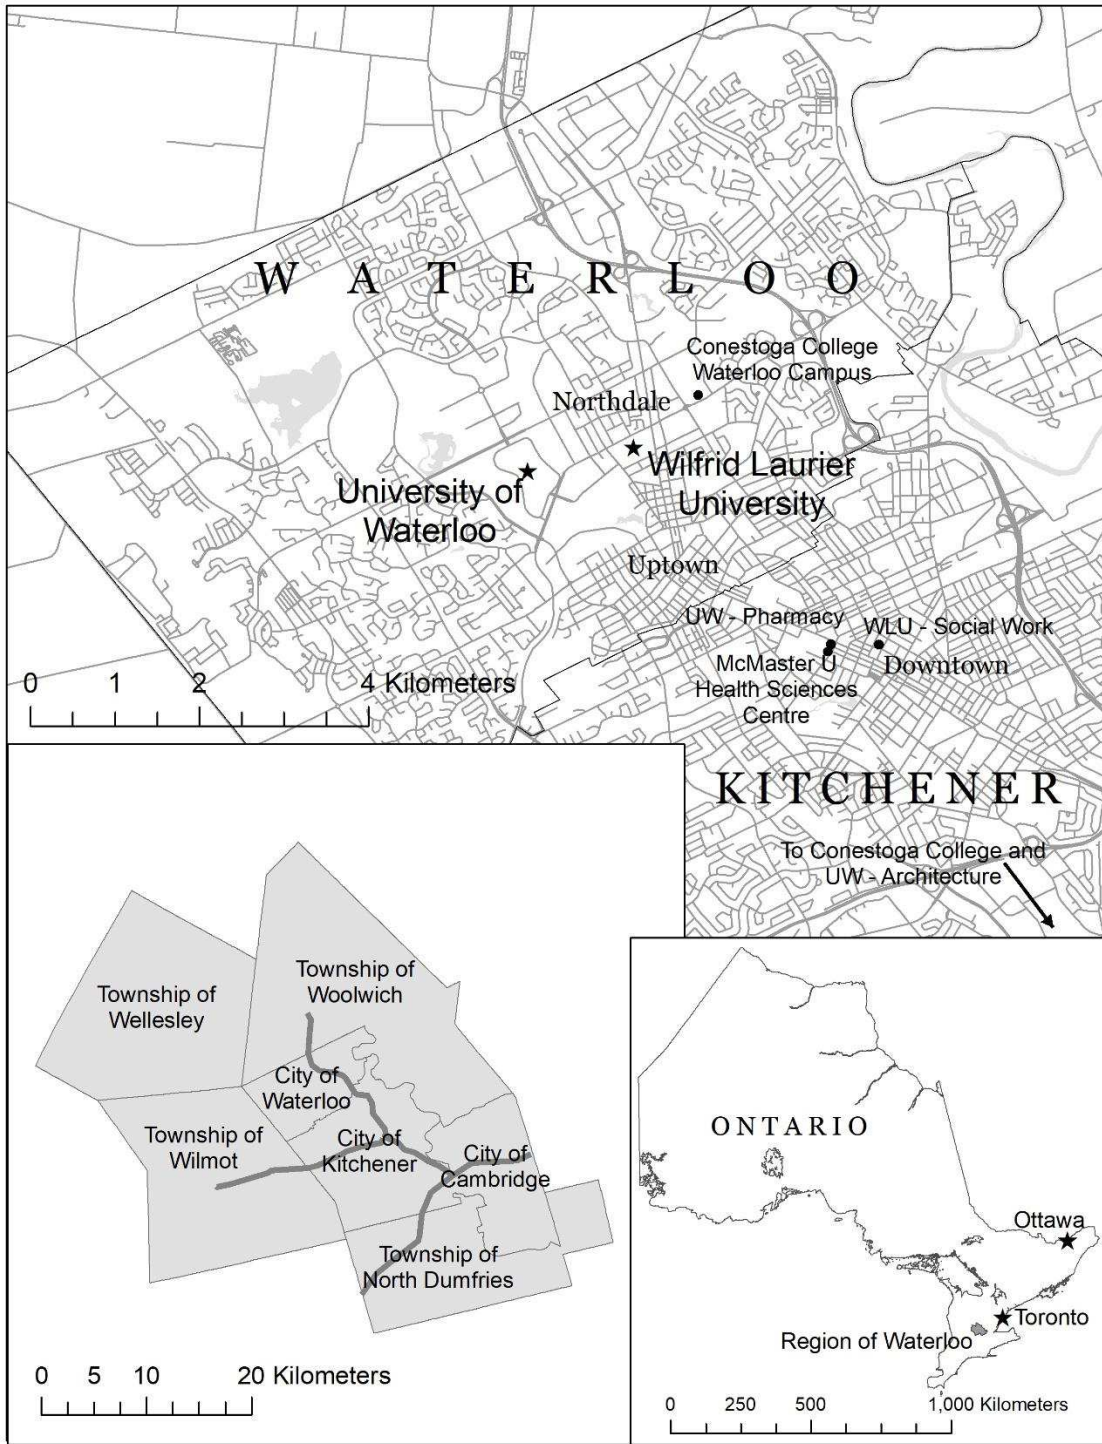 W A T E R L O O
Conestoga College
Waterloo Campus
Northdale
Wilfrid Laurier
University
University of
Waterloo
Uptown
UW - Pharmacy
WLU - Social Work
McMaster U
Health Sciences
Centre
Downtown
0 1 2 4 Kilometers
KITCHENER
To Conestoga College and
UW - Architecture
Township of
Woolwich
Township of
Wellesley
City of
Waterloo
Township of
Wilmot
City of
Kitchener
City of
Cambridge
Township of
North Dumfries
0 5 10 20 Kilometers
ONTARIO
Ottawa
Toronto
Region of Waterloo
0 250 500 1,000 Kilometers